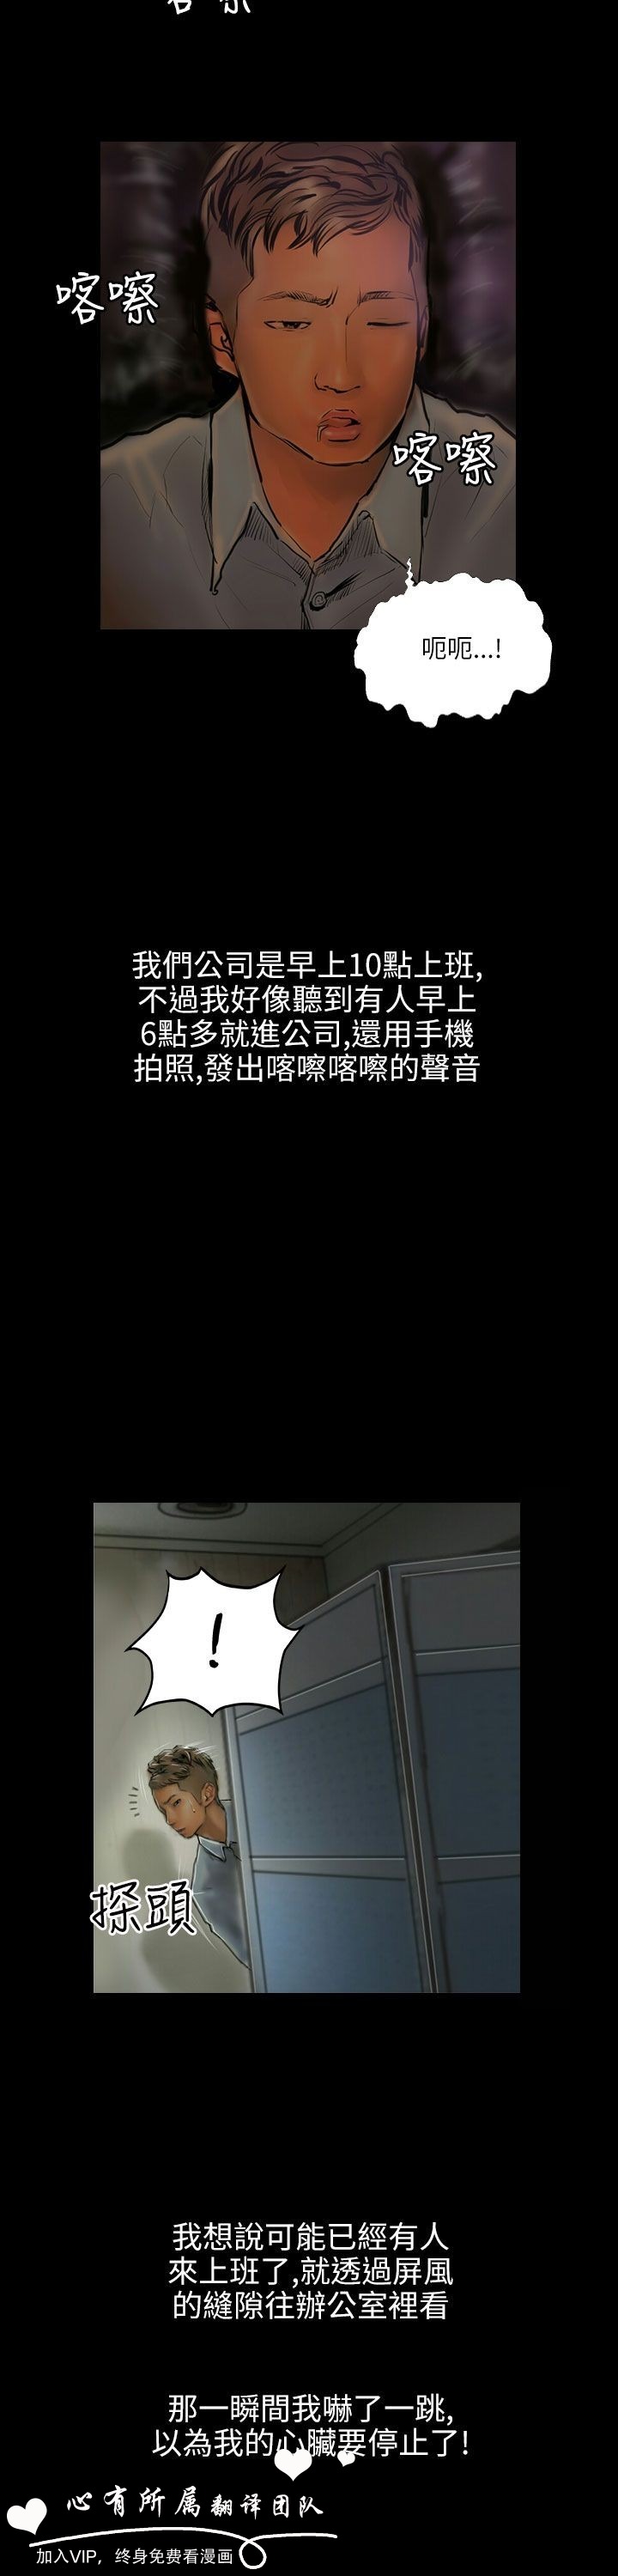 喀嚓
喀嚓
喀嚓
呃呃...!
我們公司是早上10點上班,
不過我好像聽到有人早上
6點多就進公司,還用手機
拍照,發出喀嚓喀嚓的聲音
!
探頭
我想說可能已經有人
來上班了,就透過屏風
的縫隙往辦公室裡看
那一瞬間我嚇了一跳,
以為我的心臟要停止了!
心有所属翻译团队
加入VIP，终身免费看漫画